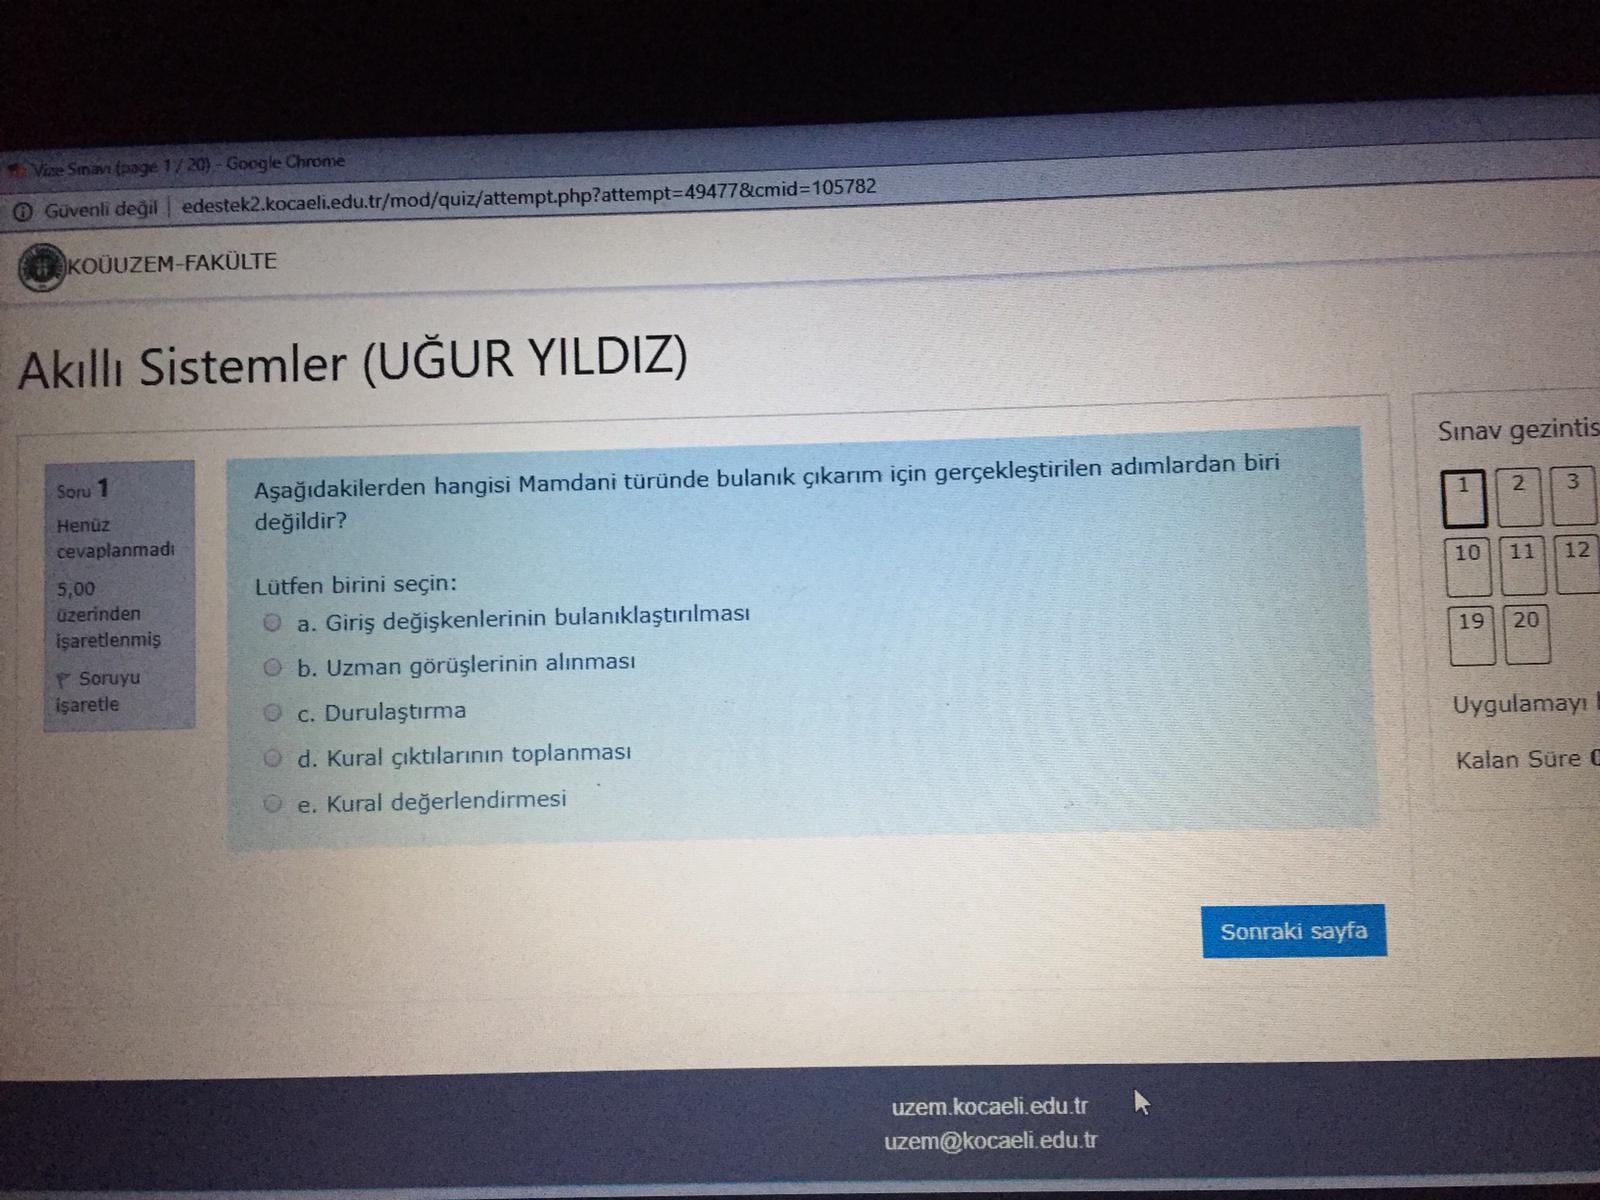 Vize Sınavı (page 1 / 20) - Google Chrome
Güvenli değil | edestek2.kocaeli.edu.tr/mod/quiz/attempt.php?attempt=49477&cmid=105782
KOÜUZEM-FAKÜLTE
Akıllı Sistemler (UĞUR YILDIZ)
Soru 1
Henüz
cevaplanmadı
5,00
üzerinden
işaretlenmiş
Soruyu
işaretle
Aşağıdakilerden hangisi Mamdani türünde bulanık çıkarım için gerçekleştirilen adımlardan biri
değildir?
Lütfen birini seçin:
a. Giriş değişkenlerinin bulanıklaştırılması
b. Uzman görüşlerinin alınması
c. Durulaştırma
d. Kural çıktılarının toplanması
e. Kural değerlendirmesi
Sonraki sayfa
Sınav gezintis
1 2 3
10 11 12
19 20
Uygulamayı
Kalan Süre 0
uzem.kocaeli.edu.tr
uzem@kocaeli.edu.tr